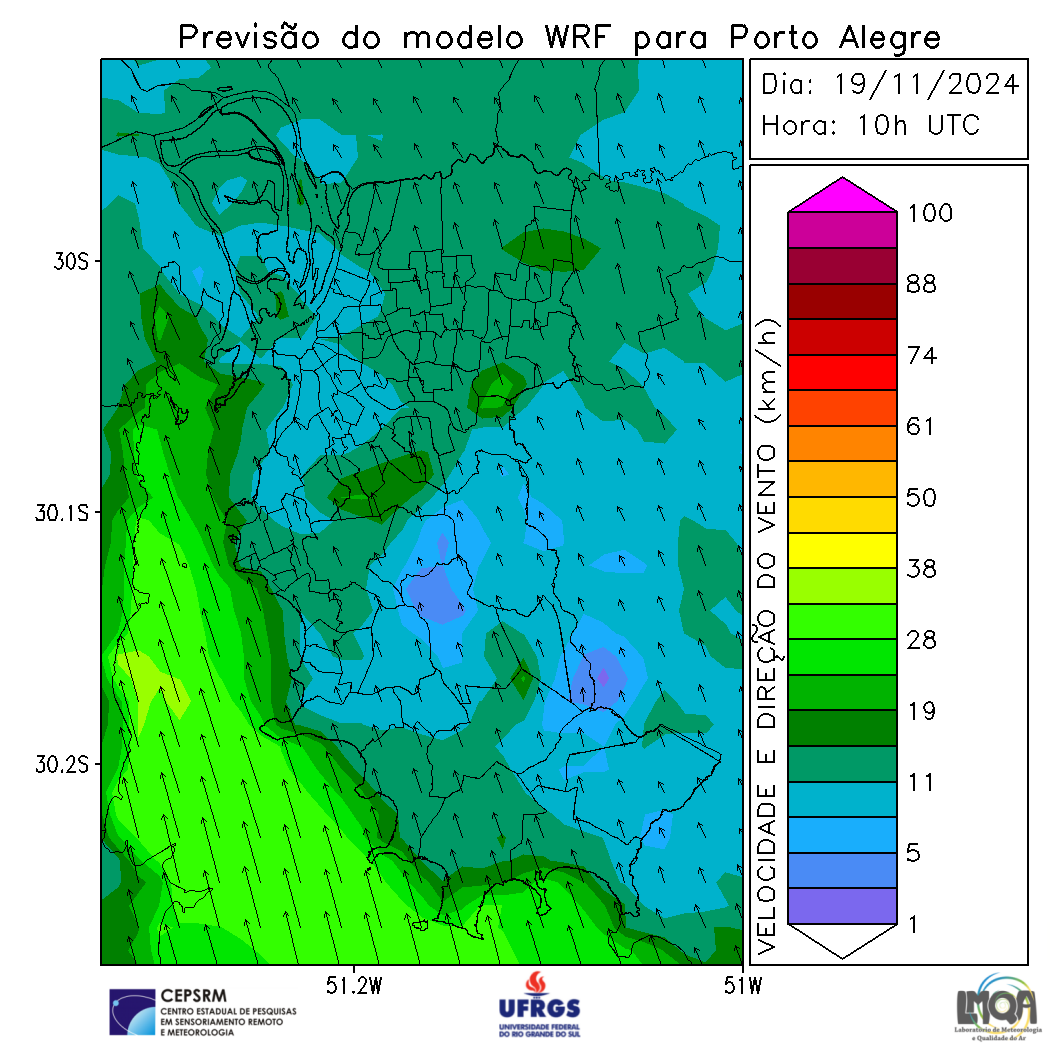 Previsão do modelo WRF para Porto Alegre
Dia: 19/11/2024
Hora: 10h UTC
30S
30.1S
30.2S
51.2W
51W
VELOCIDADE E DIREÇÃO DO VENTO (km/h)
100
88
74
61
50
38
28
19
11
5
1
CEPSRM
CENTRO ESTADUAL DE PESQUISAS
EM SENSORIAMENTO REMOTO
E METEOROLOGIA
UFRGS
UNIVERSIDADE FEDERAL
DO RIO GRANDE DO SUL
LMQA
Laboratório de Meteorologia
e Qualidade do Ar